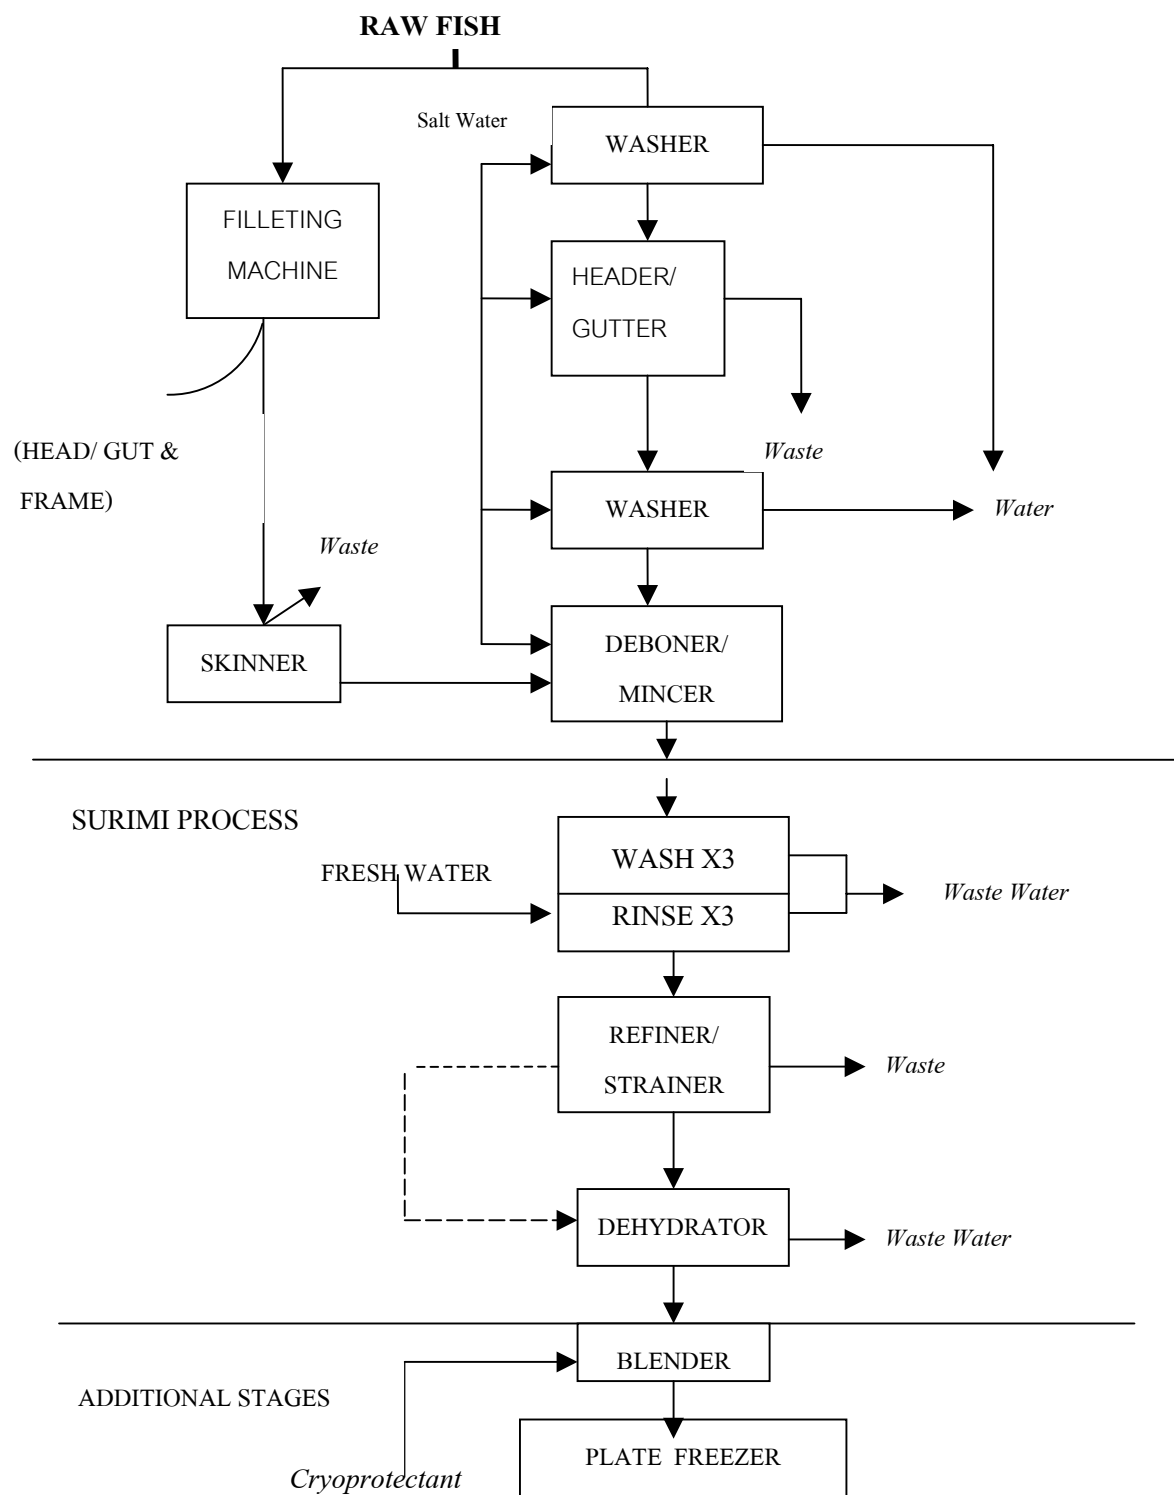 RAW FISH
Salt Water
WASHER
FILLETING
MACHINE
HEADER/
GUTTER
(HEAD/ GUT &
FRAME)
Waste
WASHER
Water
Waste
SKINNER
DEBONER/
MINCER
SURIMI PROCESS
WASH X3
FRESH WATER
RINSE X3
Waste Water
REFINER/
STRAINER
Waste
DEHYDRATOR
Waste Water
BLENDER
ADDITIONAL STAGES
PLATE FREEZER
Cryoprotectant